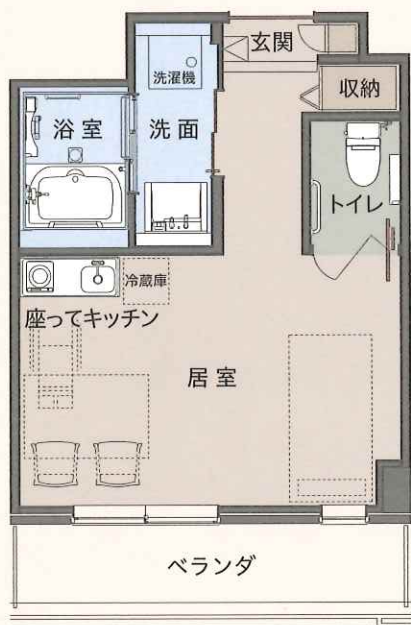 玄関
洗濯機
収納
浴室
洗面
トイレ
冷蔵庫
座ってキッチン
居室
ベランダ